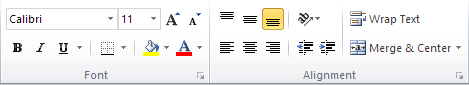 Calibri 11 A A Wrap Text
B I U A Merge & Center
Font Alignment